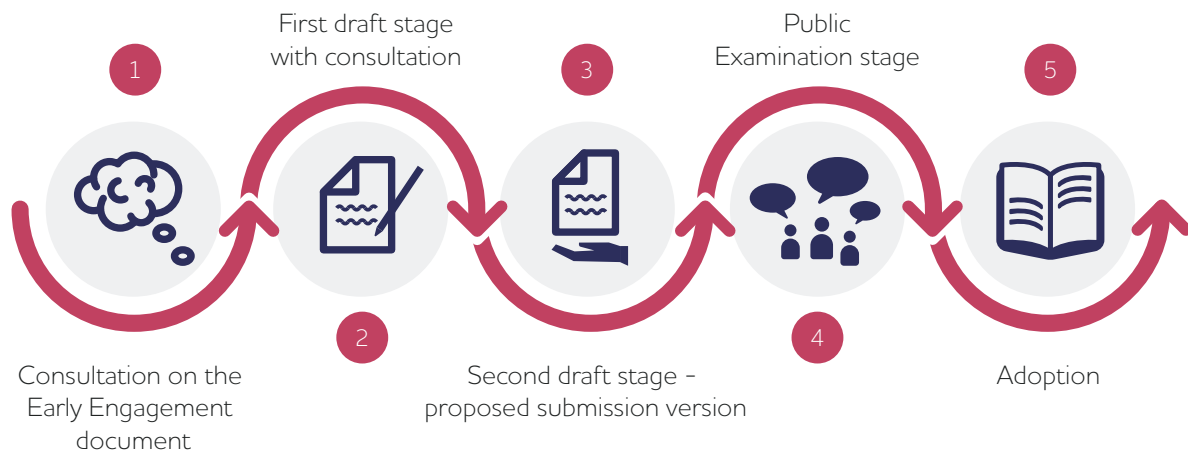 1
Consultation on the
Early Engagement
document
First draft stage
with consultation
2
3
Second draft stage -
proposed submission version
Public
Examination stage
4
5
Adoption